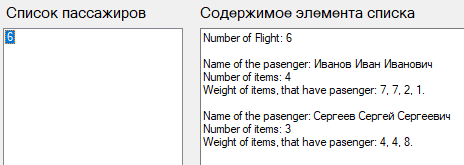 Список пассажиров
6
Содержимое элемента списка
Number of Flight: 6
Name of the pasenger: Иванов Иван Иванович
Number of items: 4
Weight of items, that have pasenger: 7, 7, 2, 1.
Name of the pasenger: Сергеев Сергей Сергеевич
Number of items: 3
Weight of items, that have pasenger: 4, 4, 8.